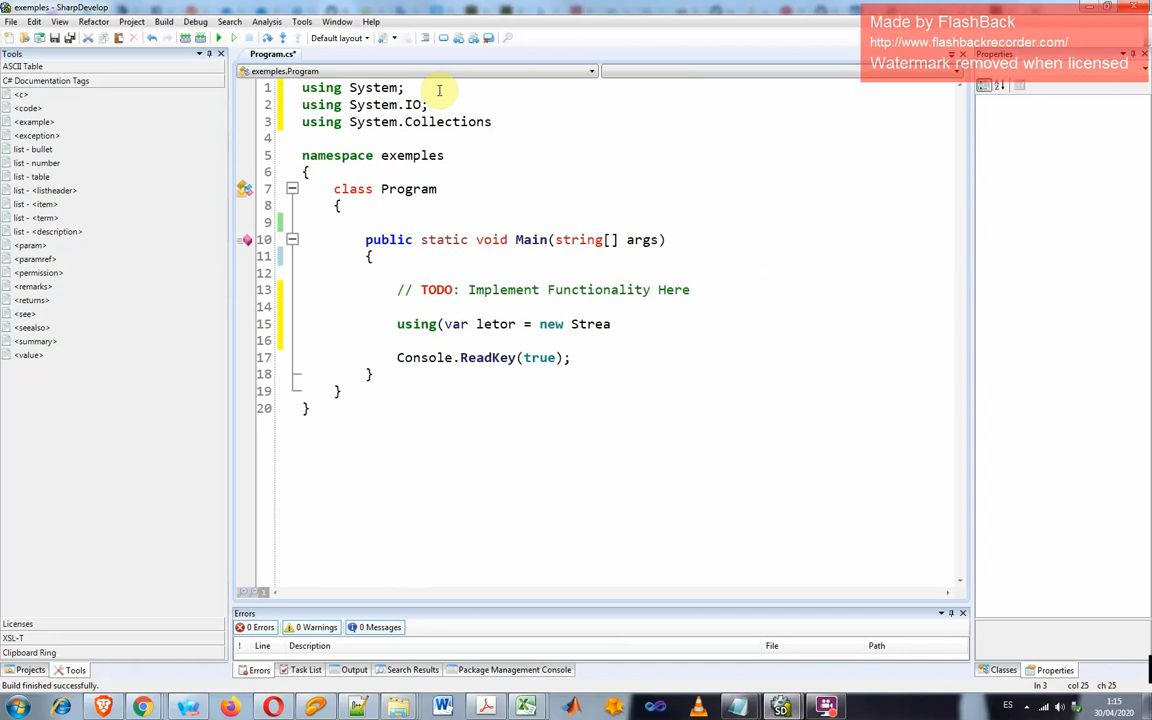 exemples - SharpDevelop
File Edit View Refactor Project Build Debug Search Analysis Tools Window Help
Default layout
Made by FlashBack
http://www.flashbackrecorder.com/
Watermark removed when licensed
Tools
ASCII Table
C# Documentation Tags
<c>
<code>
<example>
<exception>
list - bullet
list - number
list - table
list - <listheader>
list - <item>
list - <term>
list - <description>
<param>
<paramref>
<permission>
<remarks>
<returns>
<see>
<seealso>
<summary>
<value>
Licenses
XSL-T
Clipboard Ring
Projects Tools
Program.cs*
exemples.Program
1 using System;
2 using System.IO;
3 using System.Collections
4
5 namespace exemples
6 {
7 class Program
8 {
9
10 public static void Main(string[] args)
11 {
12
13 // TODO: Implement Functionality Here
14
15 using(var letor = new Strea
16
17 Console.ReadKey(true);
18 }
19 }
20 }
Errors
0 Errors 0 Warnings 0 Messages
! Line Description File Path
Errors Task List Output Search Results Package Management Console
Properties
Classes Properties
Build finished successfully.
ln 3 col 25 ch 25
ES
1:15
30/04/2020